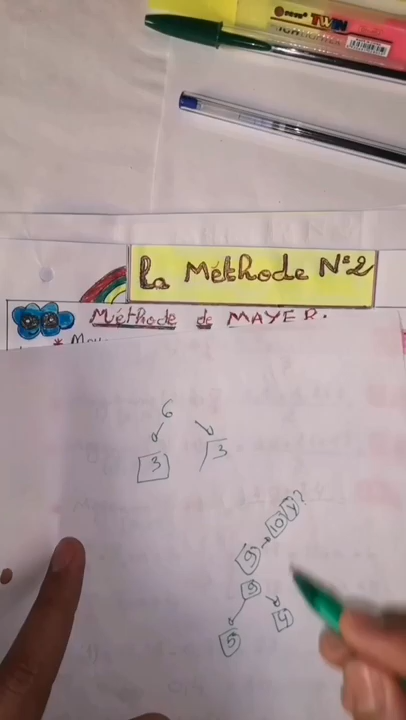 TWIN
La Méthode N°2
Méthode de MAYER.
6
3 3
10 y ?
9
9
5 4